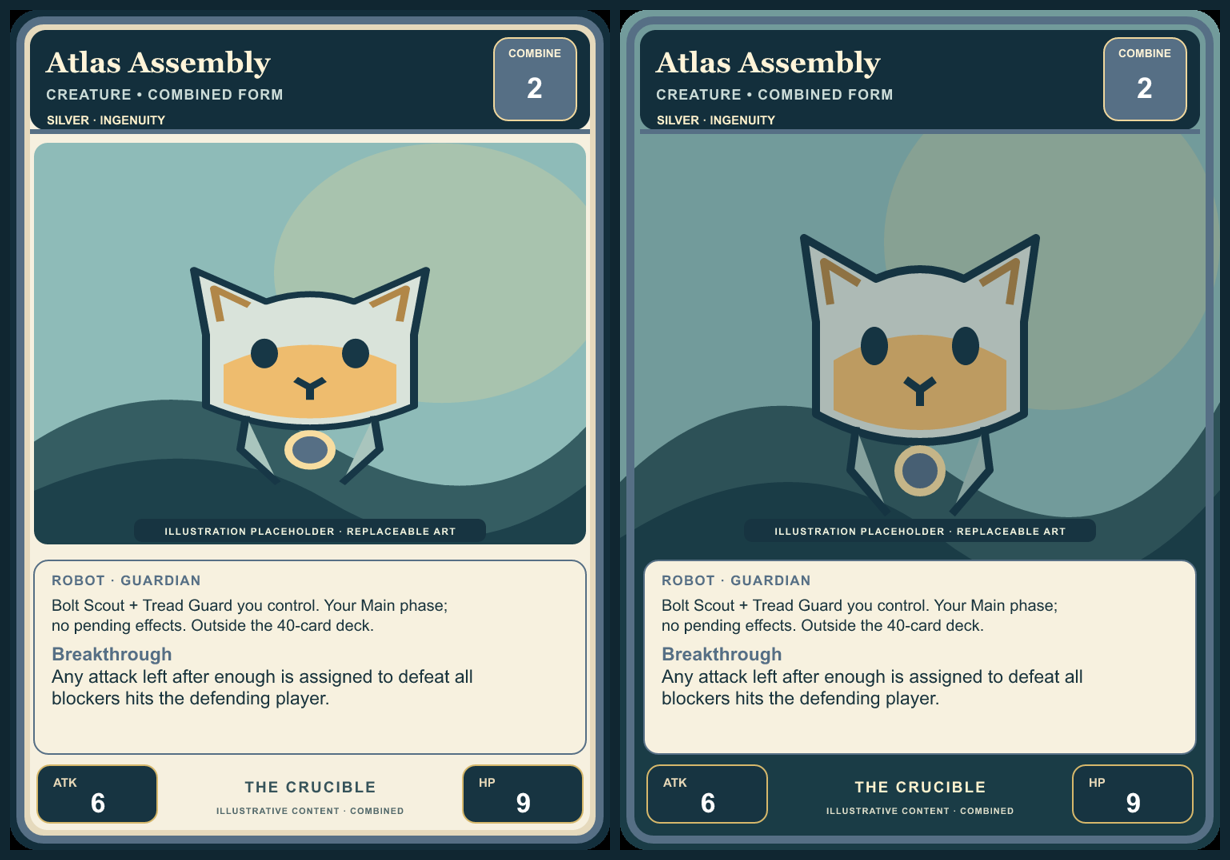 Atlas Assembly
CREATURE • COMBINED FORM
SILVER · INGENUITY
COMBINE
2
ILLUSTRATION PLACEHOLDER · REPLACEABLE ART
ROBOT · GUARDIAN
Bolt Scout + Tread Guard you control. Your Main phase;
no pending effects. Outside the 40-card deck.
Breakthrough
Any attack left after enough is assigned to defeat all
blockers hits the defending player.
ATK
6
THE CRUCIBLE
ILLUSTRATIVE CONTENT · COMBINED
HP
9
Atlas Assembly
CREATURE • COMBINED FORM
SILVER · INGENUITY
COMBINE
2
ILLUSTRATION PLACEHOLDER · REPLACEABLE ART
ROBOT · GUARDIAN
Bolt Scout + Tread Guard you control. Your Main phase;
no pending effects. Outside the 40-card deck.
Breakthrough
Any attack left after enough is assigned to defeat all
blockers hits the defending player.
ATK
6
THE CRUCIBLE
ILLUSTRATIVE CONTENT · COMBINED
HP
9